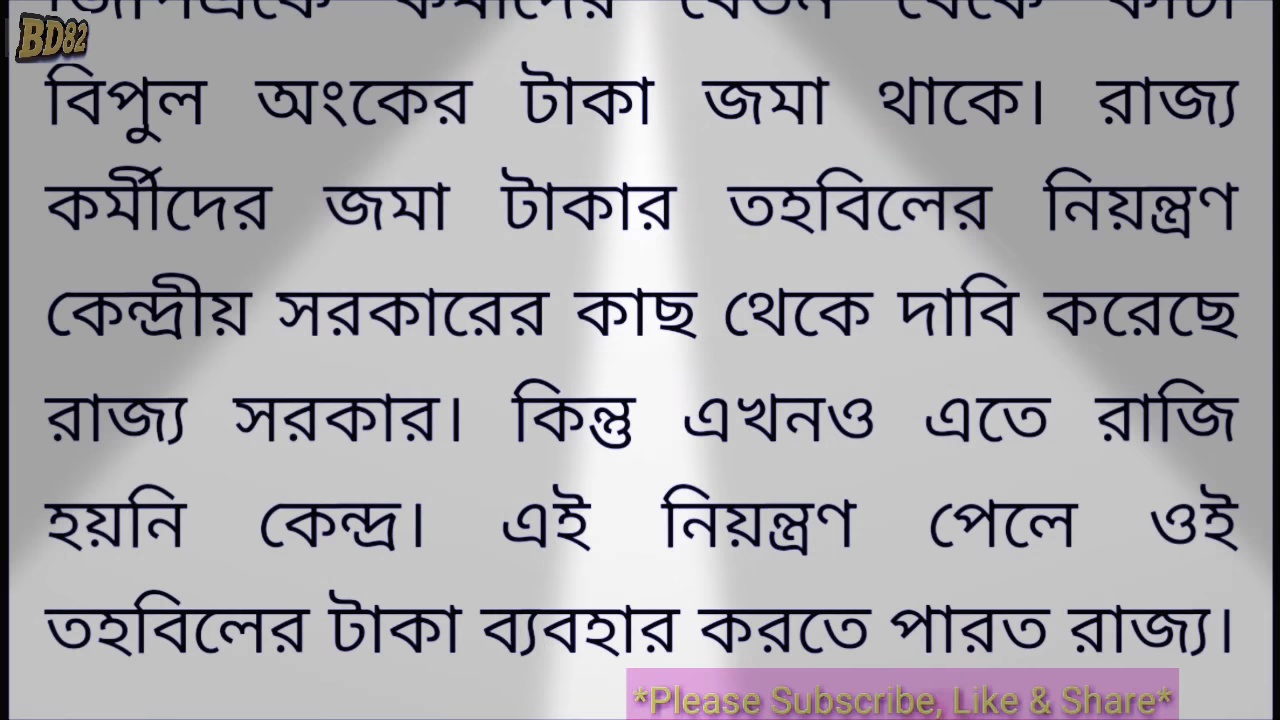 BD82
বিপুল অংকের টাকা জমা থাকে। রাজ্য
কর্মীদের জমা টাকার তহবিলের নিয়ন্ত্রণ
কেন্দ্রীয় সরকারের কাছ থেকে দাবি করেছে
রাজ্য সরকার। কিন্তু এখনও এতে রাজি
হয়নি কেন্দ্র। এই নিয়ন্ত্রণ পেলে ওই
তহবিলের টাকা ব্যবহার করতে পারত রাজ্য।
*Please Subscribe, Like & Share*